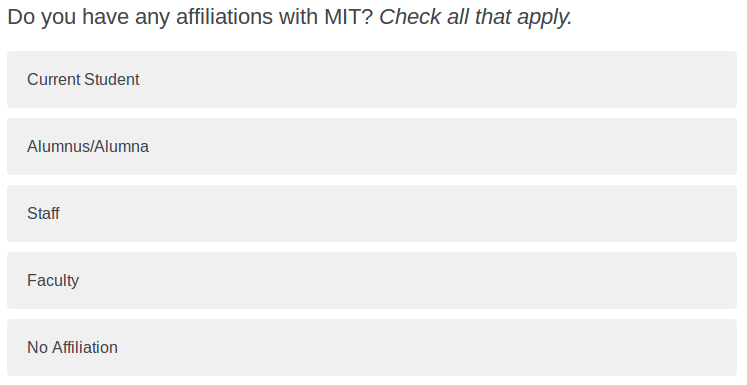 Do you have any affiliations with MIT? Check all that apply.
Current Student
Alumnus/Alumna
Staff
Faculty
No Affiliation